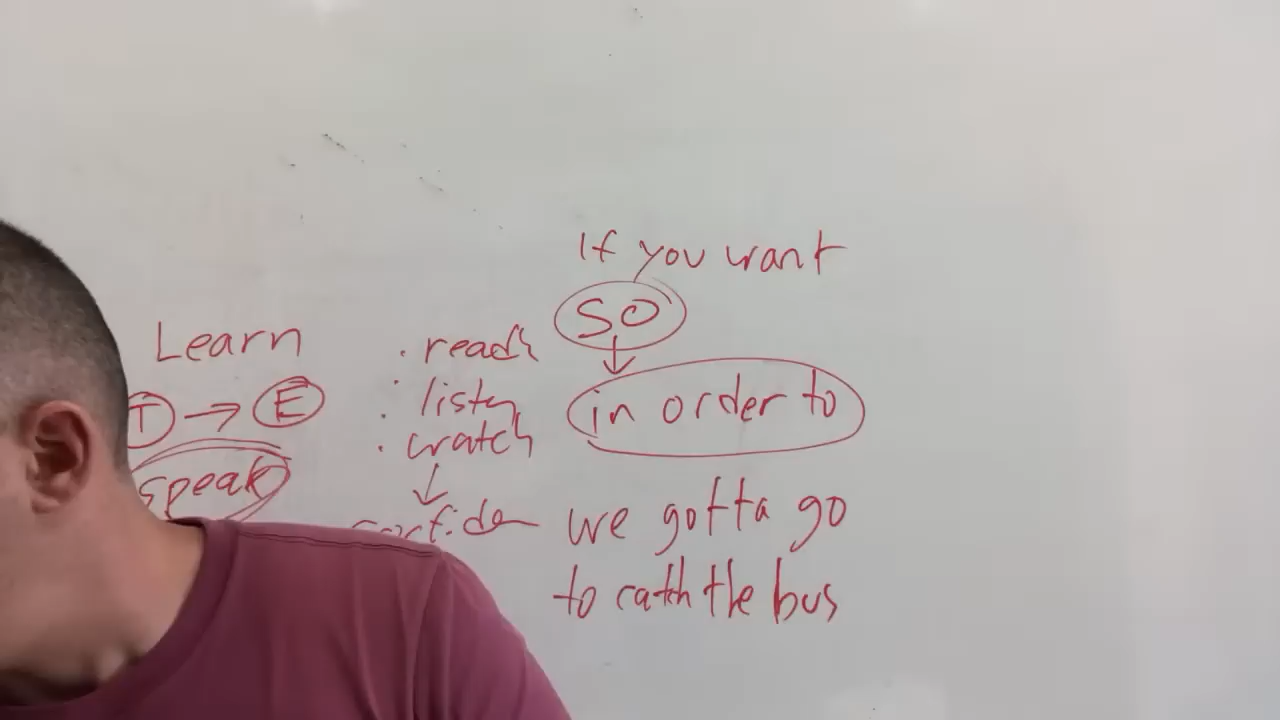 Learn
T → E
speak
· read
· listen
· watch
↓
If you want
SO
↓
in order to
we gotta go
to catch the bus